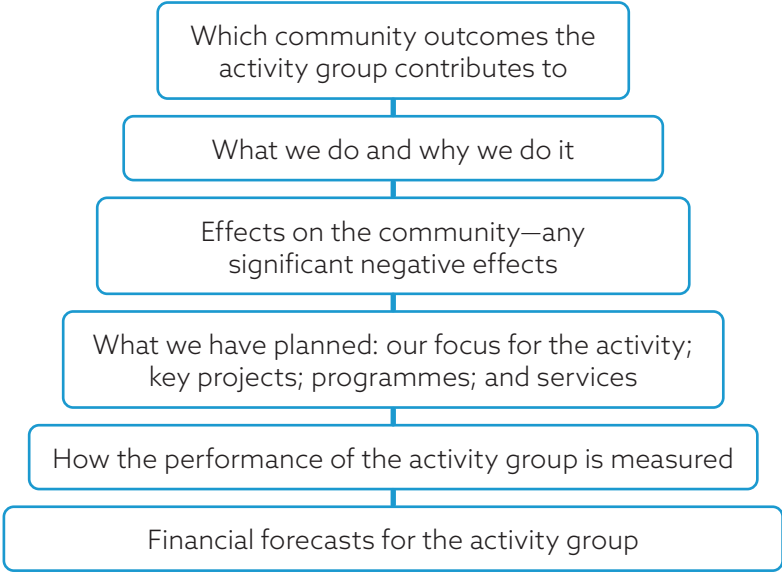 Which community outcomes the
activity group contributes to
What we do and why we do it
Effects on the community—any
significant negative effects
What we have planned: our focus for the activity;
key projects; programmes; and services
How the performance of the activity group is measured
Financial forecasts for the activity group